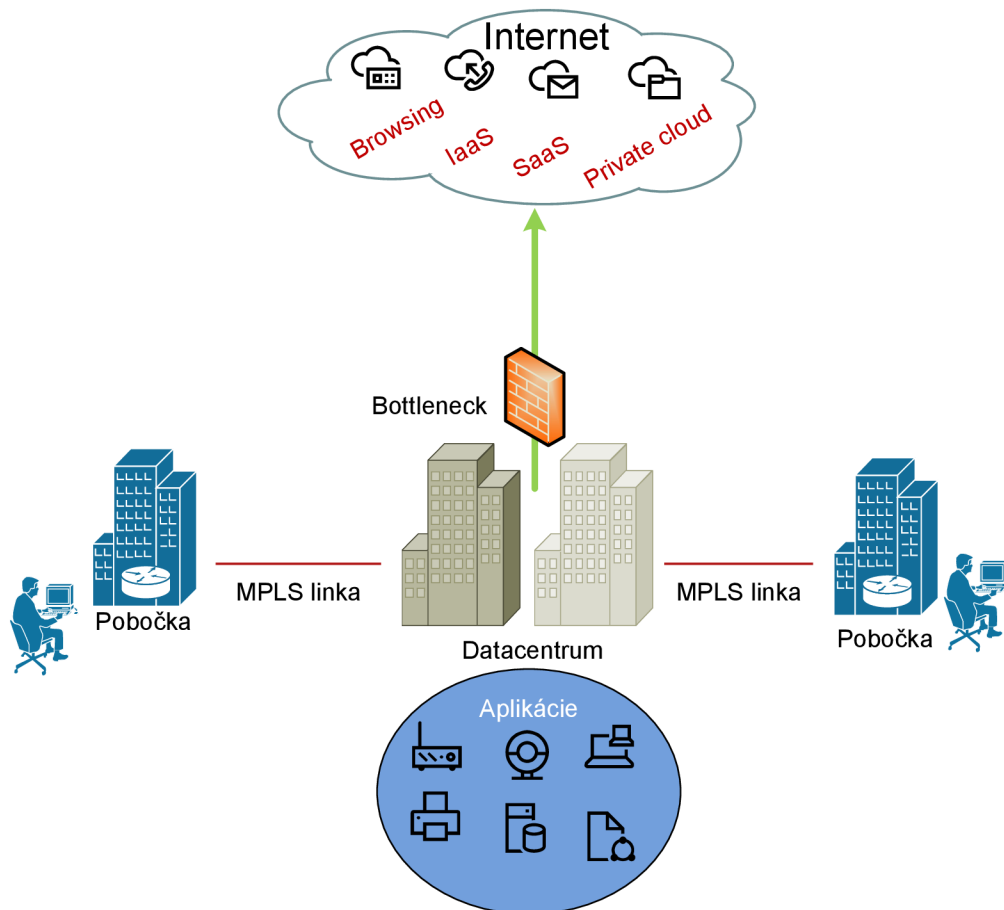 Internet
Browsing
IaaS
SaaS
Private cloud
Bottleneck
MPLS linka
MPLS linka
Pobočka
Pobočka
Datacentrum
Aplikácie